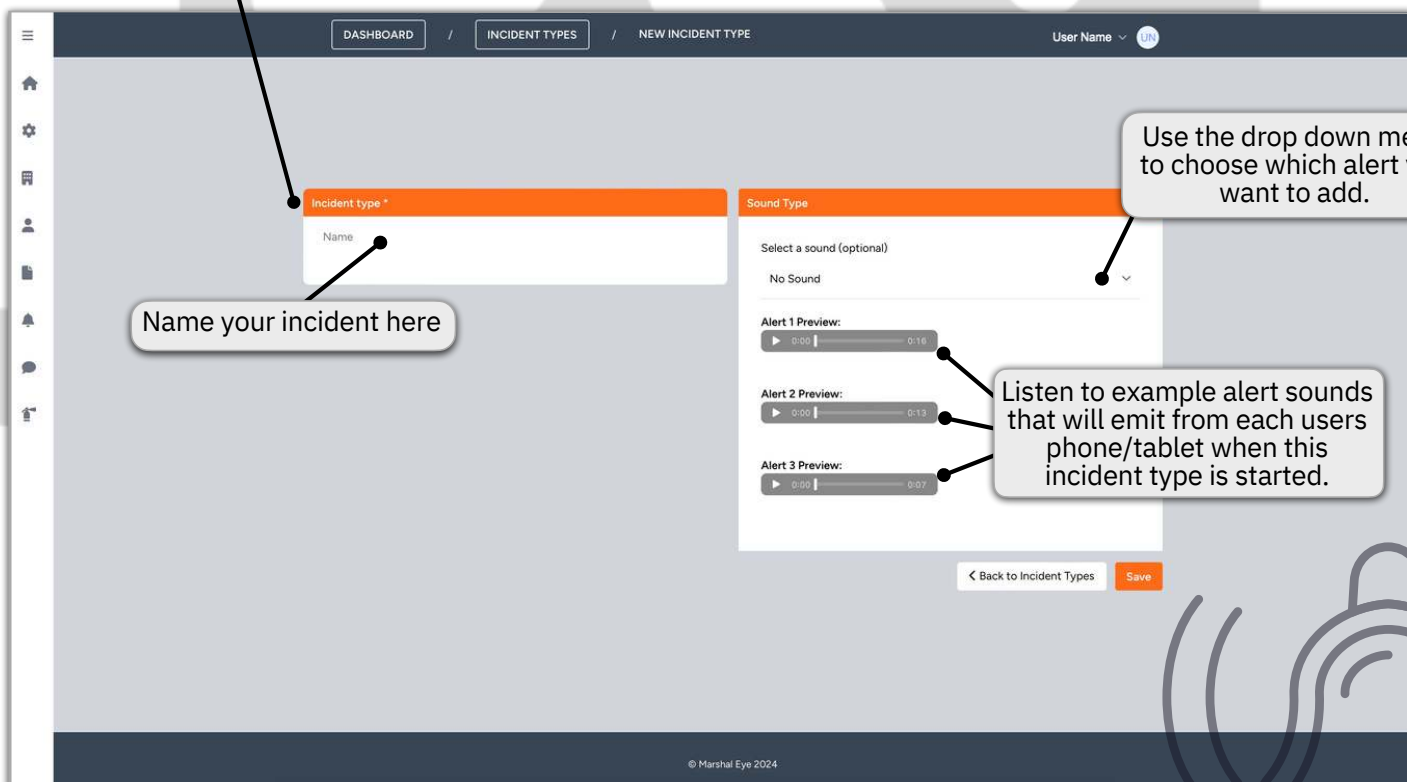 DASHBOARD / INCIDENT TYPES / NEW INCIDENT TYPE
User Name
UN
Use the drop down
to choose which alert
want to add.
Incident type *
Name
Name your incident here
Sound Type
Select a sound (optional)
No Sound
Alert 1 Preview:
0:00 0:16
Alert 2 Preview:
0:00 0:13
Alert 3 Preview:
0:00 0:07
Listen to example alert sounds
that will emit from each users
phone/tablet when this
incident type is started.
Back to Incident Types
Save
© Marshal Eye 2024